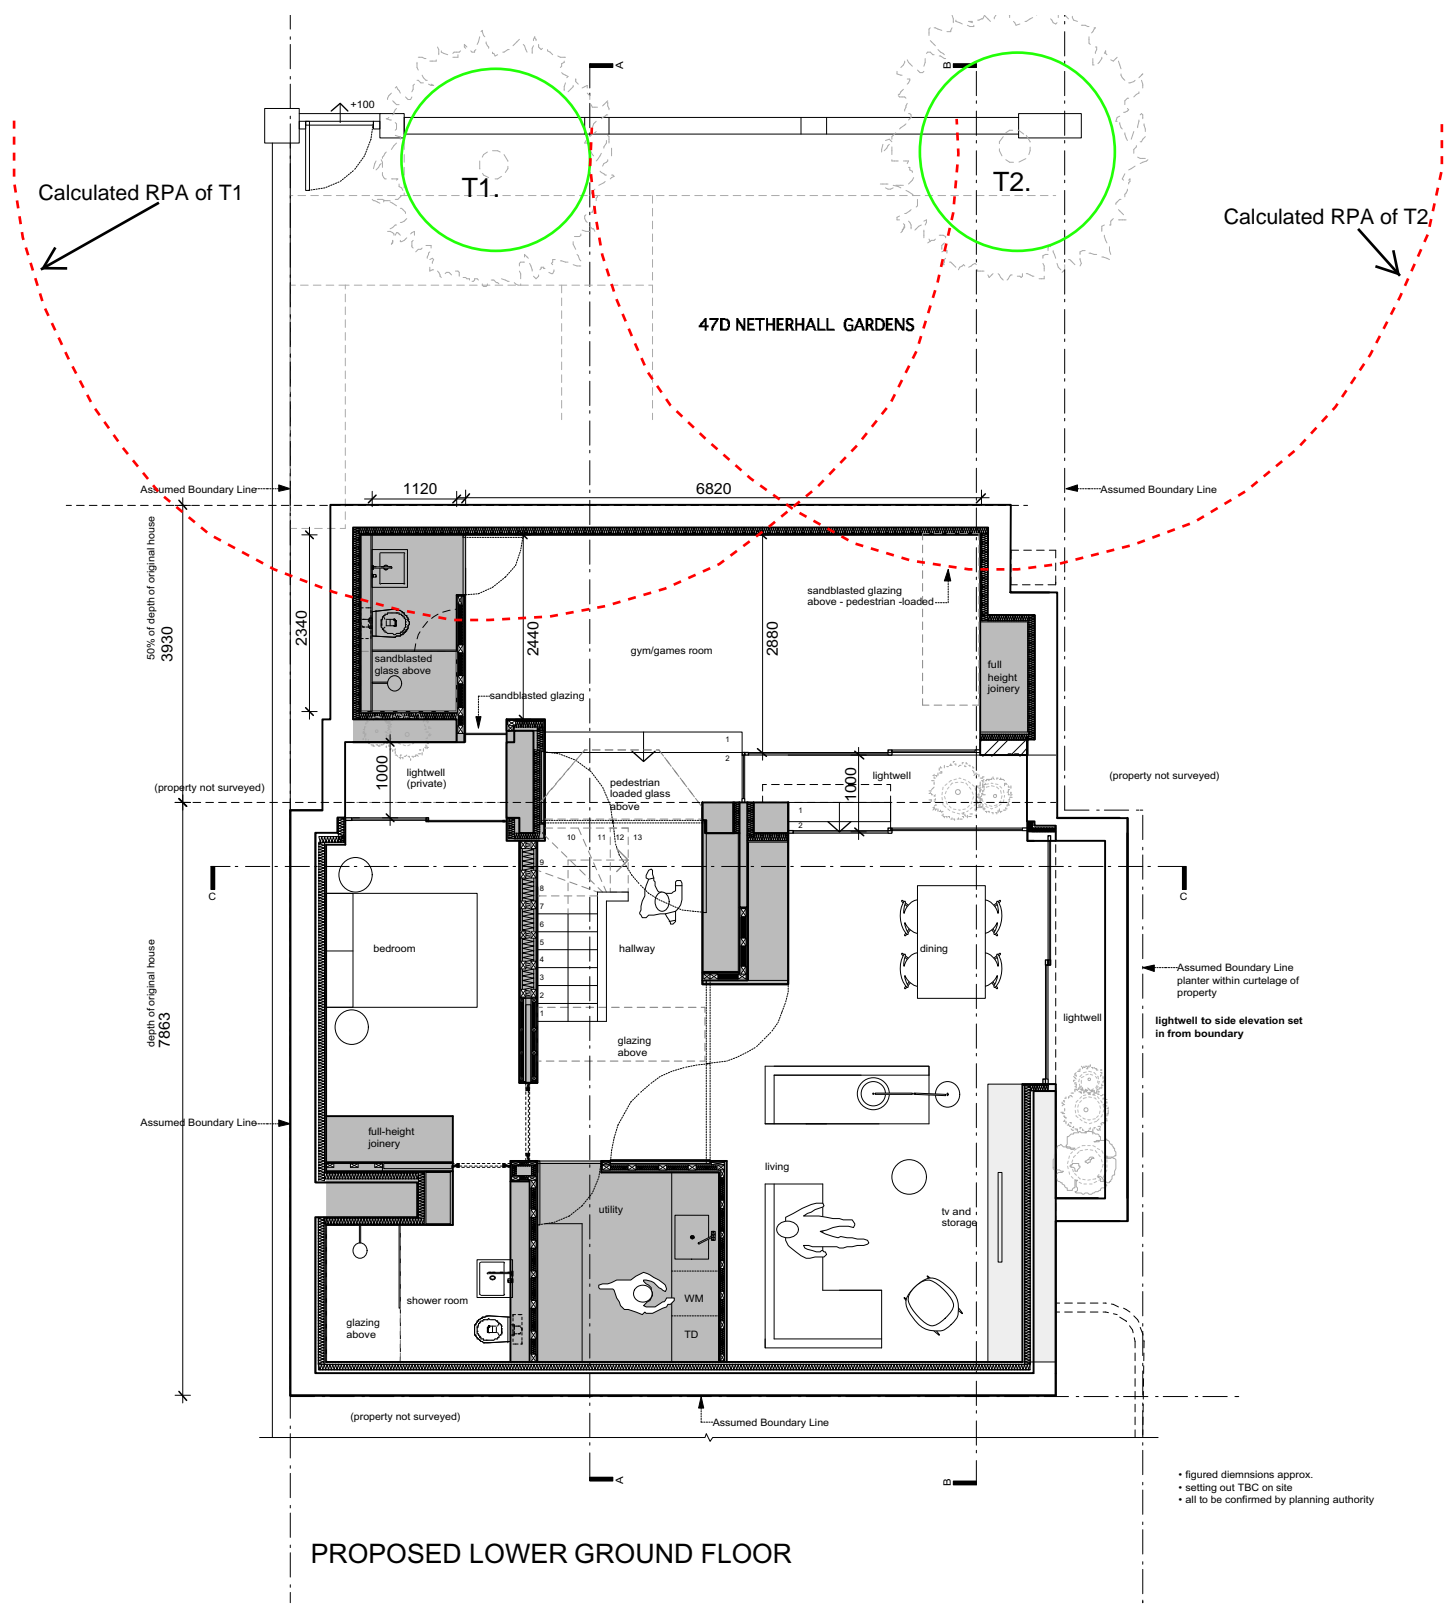 A
B
+100
T1.
T2.
Calculated RPA of T1
Calculated RPA of T2
47D NETHERHALL GARDENS
Assumed Boundary Line
1120
6820
Assumed Boundary Line
50% of depth of original house
3930
2340
2440
2880
sandblasted glazing
above - pedestrian -loaded
sandblasted
glass above
gym/games room
full
height
joinery
sandblasted glazing
1
2
1000
lightwell
(private)
pedestrian
loaded glass
above
1000
lightwell
(property not surveyed)
(property not surveyed)
1
2
10
11
12
13
9
8
7
6
5
4
3
2
1
C
C
bedroom
hallway
dining
depth of original house
7863
Assumed Boundary Line
planter within curtelage of
property
lightwell
lightwell to side elevation set
in from boundary
glazing
above
Assumed Boundary Line
full-height
joinery
living
utility
tv and
storage
shower room
WM
glazing
above
TD
(property not surveyed)
Assumed Boundary Line
A
B
• figured diemnsions approx.
• setting out TBC on site
• all to be confirmed by planning authority
PROPOSED LOWER GROUND FLOOR